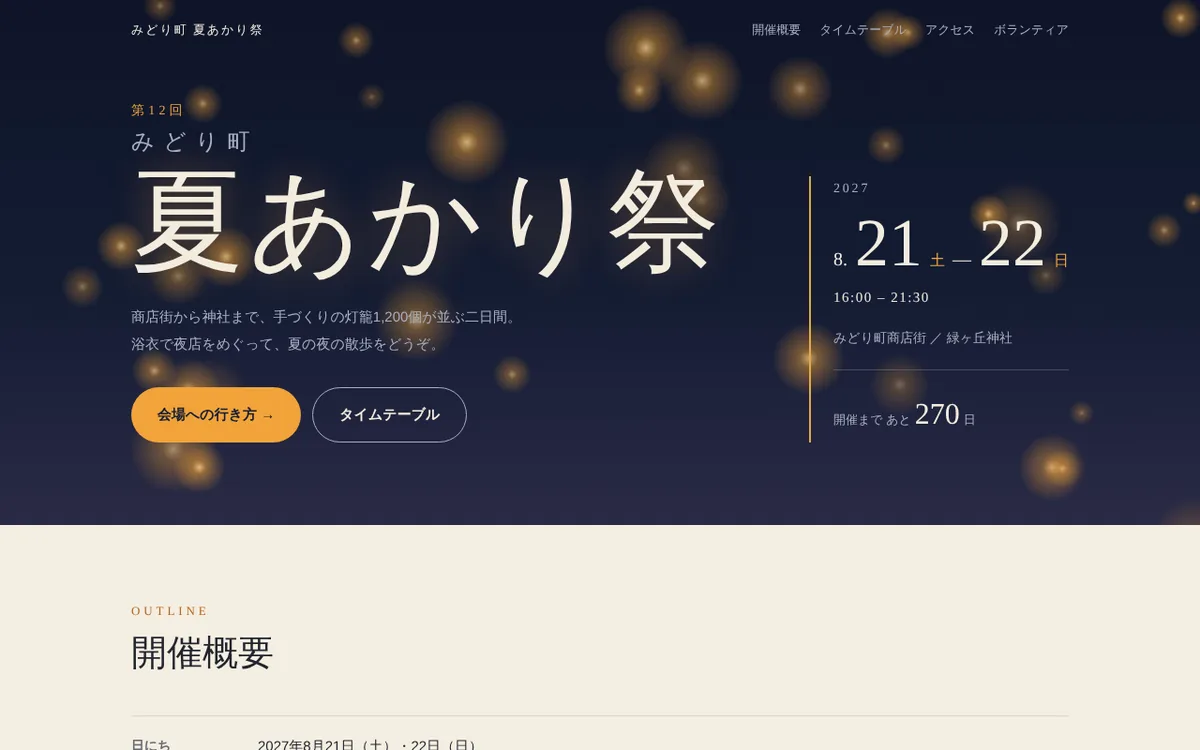 みどり町 夏あかり祭
開催概要 タイムテーブル アクセス ボランティア
第12回
みどり町
夏あかり祭
商店街から神社まで、手づくりの灯籠1,200個が並ぶ二日間。
浴衣で夜店をめぐって、夏の夜の散歩をどうぞ。
会場への行き方 →
タイムテーブル
2027
8. 21 土 — 22 日
16:00 – 21:30
みどり町商店街 ／ 緑ヶ丘神社
開催まで あと 270 日
OUTLINE
開催概要
日にち 2027年8月21日（土）・22日（日）